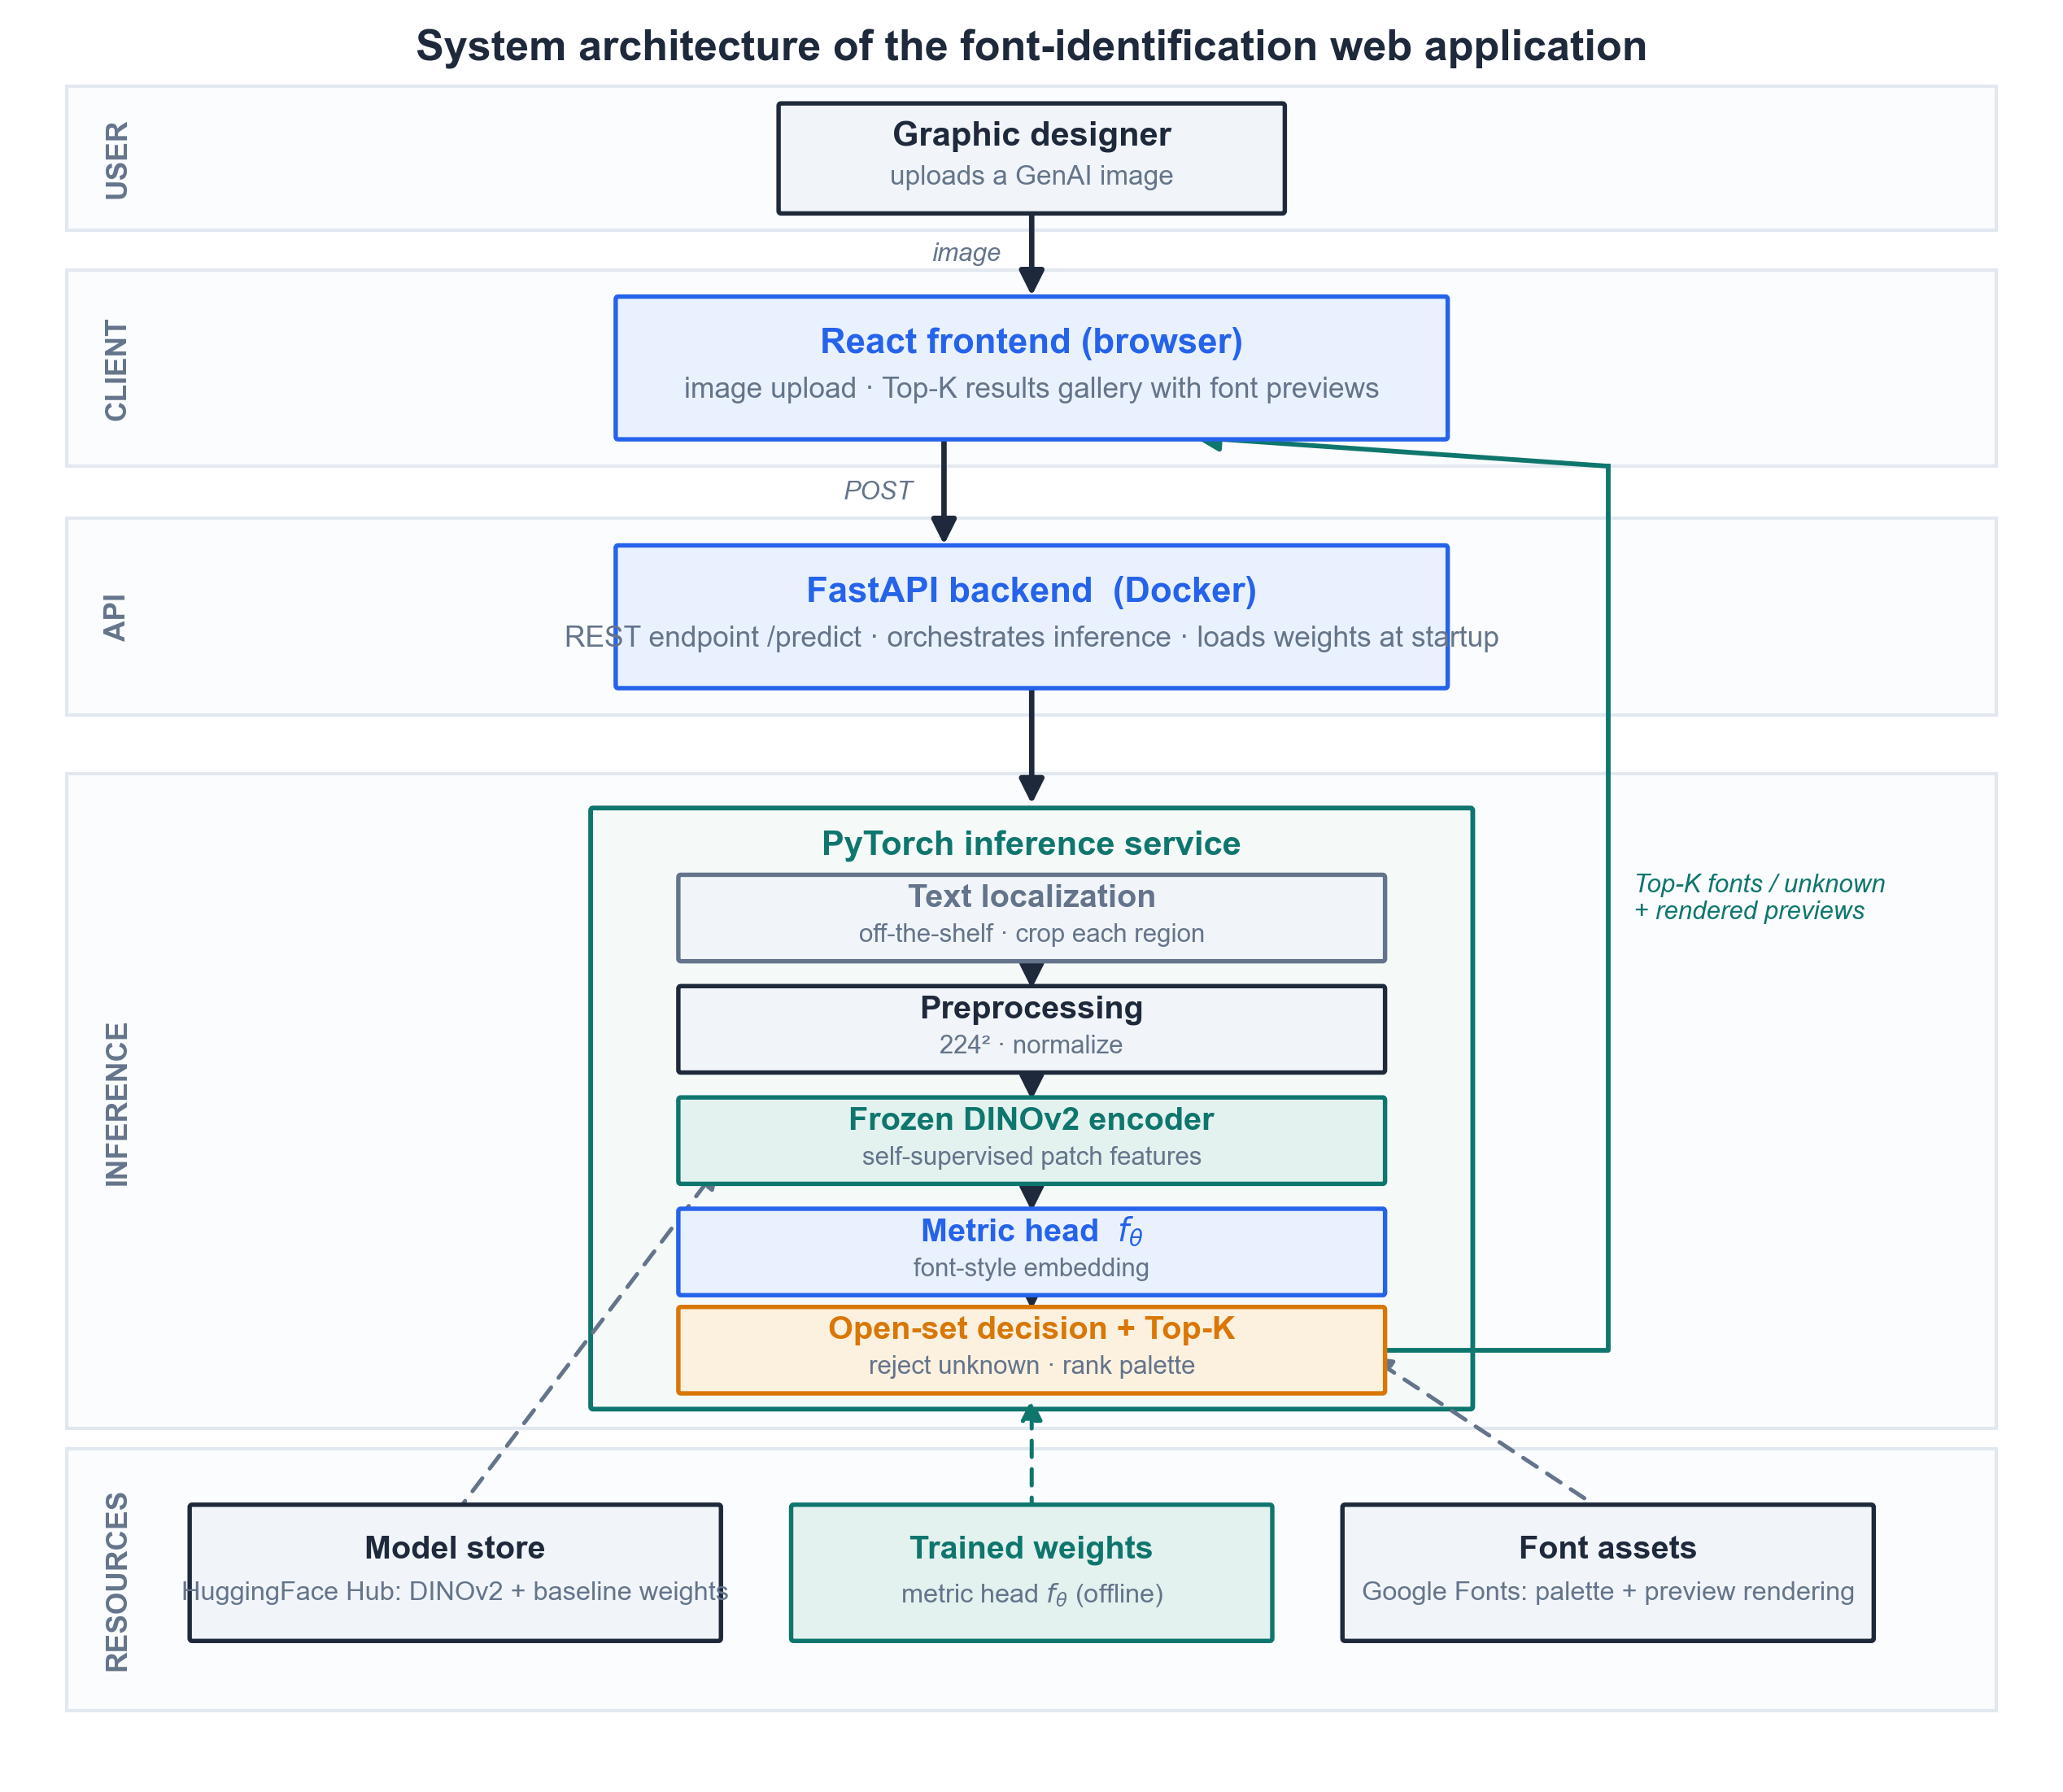 System architecture of the font-identification web application
USER
Graphic designer
uploads a GenAI image
image
CLIENT
React frontend (browser)
image upload · Top-K results gallery with font previews
POST
API
FastAPI backend (Docker)
REST endpoint /predict · orchestrates inference · loads weights at startup
INFERENCE
PyTorch inference service
Text localization
off-the-shelf · crop each region
Preprocessing
224² · normalize
Frozen DINOv2 encoder
self-supervised patch features
Metric head fθ
font-style embedding
Open-set decision + Top-K
reject unknown · rank palette
Top-K fonts / unknown
+ rendered previews
RESOURCES
Model store
HuggingFace Hub: DINOv2 + baseline weights
Trained weights
metric head fθ (offline)
Font assets
Google Fonts: palette + preview rendering